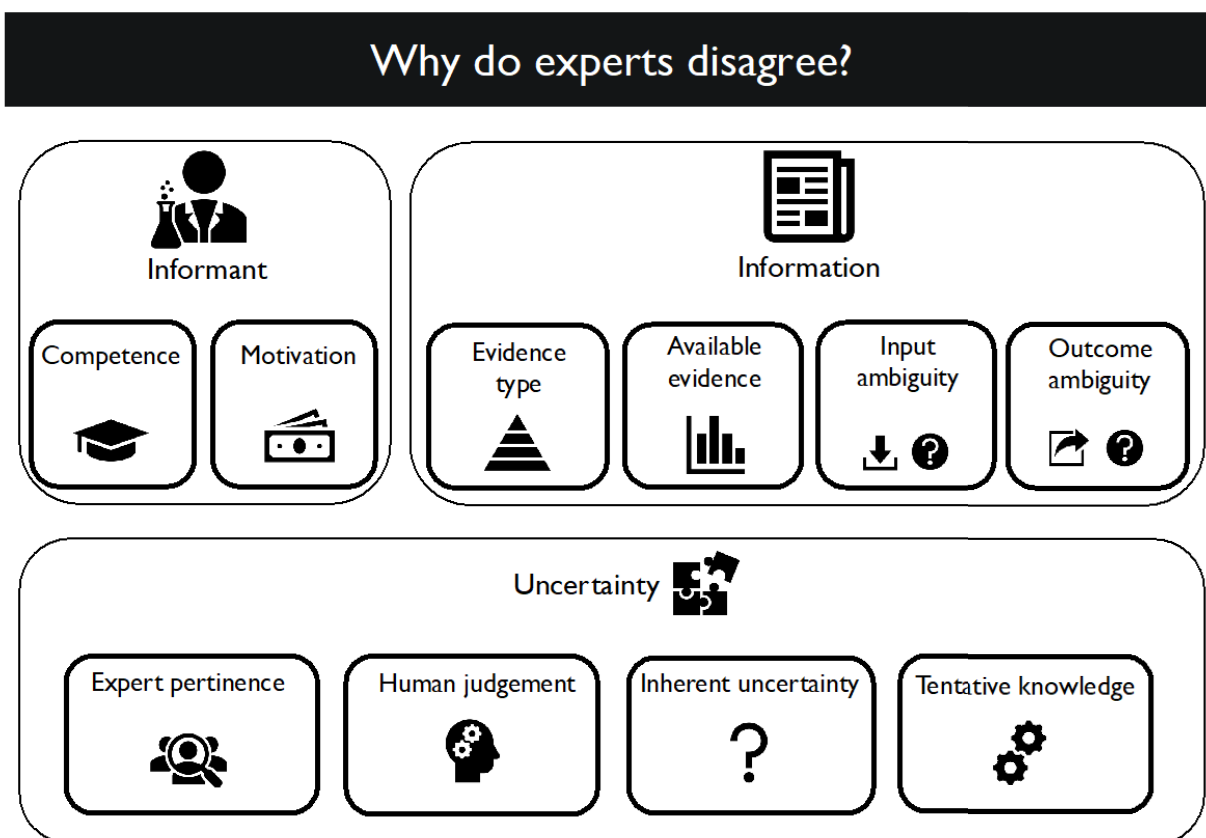 Why do experts disagree?
Informant
Competence
Motivation
Information
Evidence
type
Available
evidence
Input
ambiguity
Outcome
ambiguity
Uncertainty
Expert pertinence
Human judgement
Inherent uncertainty
Tentative knowledge